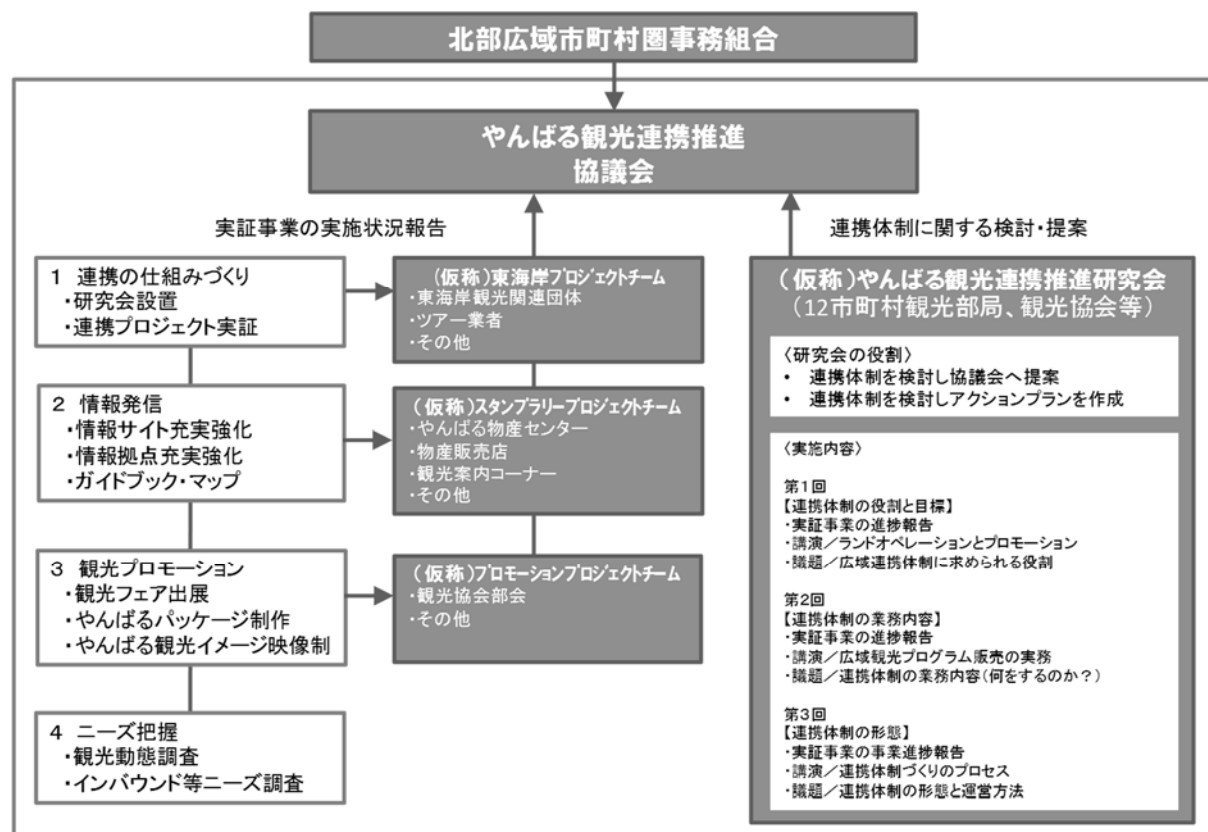 北部広域市町村圏事務組合
やんばる観光連携推進
協議会
実証事業の実施状況報告
連携体制に関する検討・提案
1 連携の仕組みづくり
・研究会設置
・連携プロジェクト実証
2 情報発信
・情報サイト充実強化
・情報拠点充実強化
・ガイドブック・マップ
3 観光プロモーション
・観光フェア出展
・やんばるパッケージ制作
・やんばる観光イメージ映像制
4 ニーズ把握
・観光動態調査
・インバウンド等ニーズ調査
(仮称)東海岸プロジェクトチーム
・東海岸観光関連団体
・ツアー業者
・その他
(仮称)スタンプラリープロジェクトチーム
・やんばる物産センター
・物産販売店
・観光案内コーナー
・その他
(仮称)プロモーションプロジェクトチーム
・観光協会部会
・その他
(仮称)やんばる観光連携推進研究会
(12市町村観光部局、観光協会等)
〈研究会の役割〉
• 連携体制を検討し協議会へ提案
• 連携体制を検討しアクションプランを作成
〈実施内容〉
第1回
【連携体制の役割と目標】
・実証事業の進捗報告
・講演/ランドオペレーションとプロモーション
・議題/広域連携体制に求められる役割
第2回
【連携体制の業務内容】
・実証事業の進捗報告
・講演/広域観光プログラム販売の実務
・議題/連携体制の業務内容(何をするのか?)
第3回
【連携体制の形態】
・実証事業の事業進捗報告
・講演/連携体制づくりのプロセス
・議題/連携体制の形態と運営方法